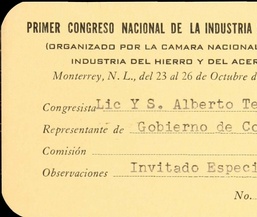 PRIMER CONGRESO NACIONAL DE LA INDUSTRIA
(ORGANIZADO POR LA CAMARA NACIONAL
INDUSTRIA DEL HIERRO Y DEL ACER
Monterrey, N. L., del 23 al 26 de Octubre d
Congresista Lic Y S. Alberto Te
Representante de Gobierno de Co
Comisión
Observaciones Invitado Especi
No.